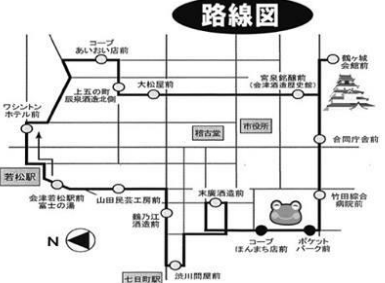 路線図
コープ
あいおい店前
鶴ヶ城
会館前
上五の町
辰泉酒造北側
大松屋前
宮泉銘醸前
(会津酒造歴史館)
ワシントン
ホテル前
稽古堂
市役所
合同庁舎前
若松駅
会津若松駅前
富士の湯
山田民芸工房前
鶴乃江
酒造前
末廣酒造前
竹田綜合
病院前
N
コープ
ほんまち店前
ポケット
パーク前
七日町駅
渋川問屋前